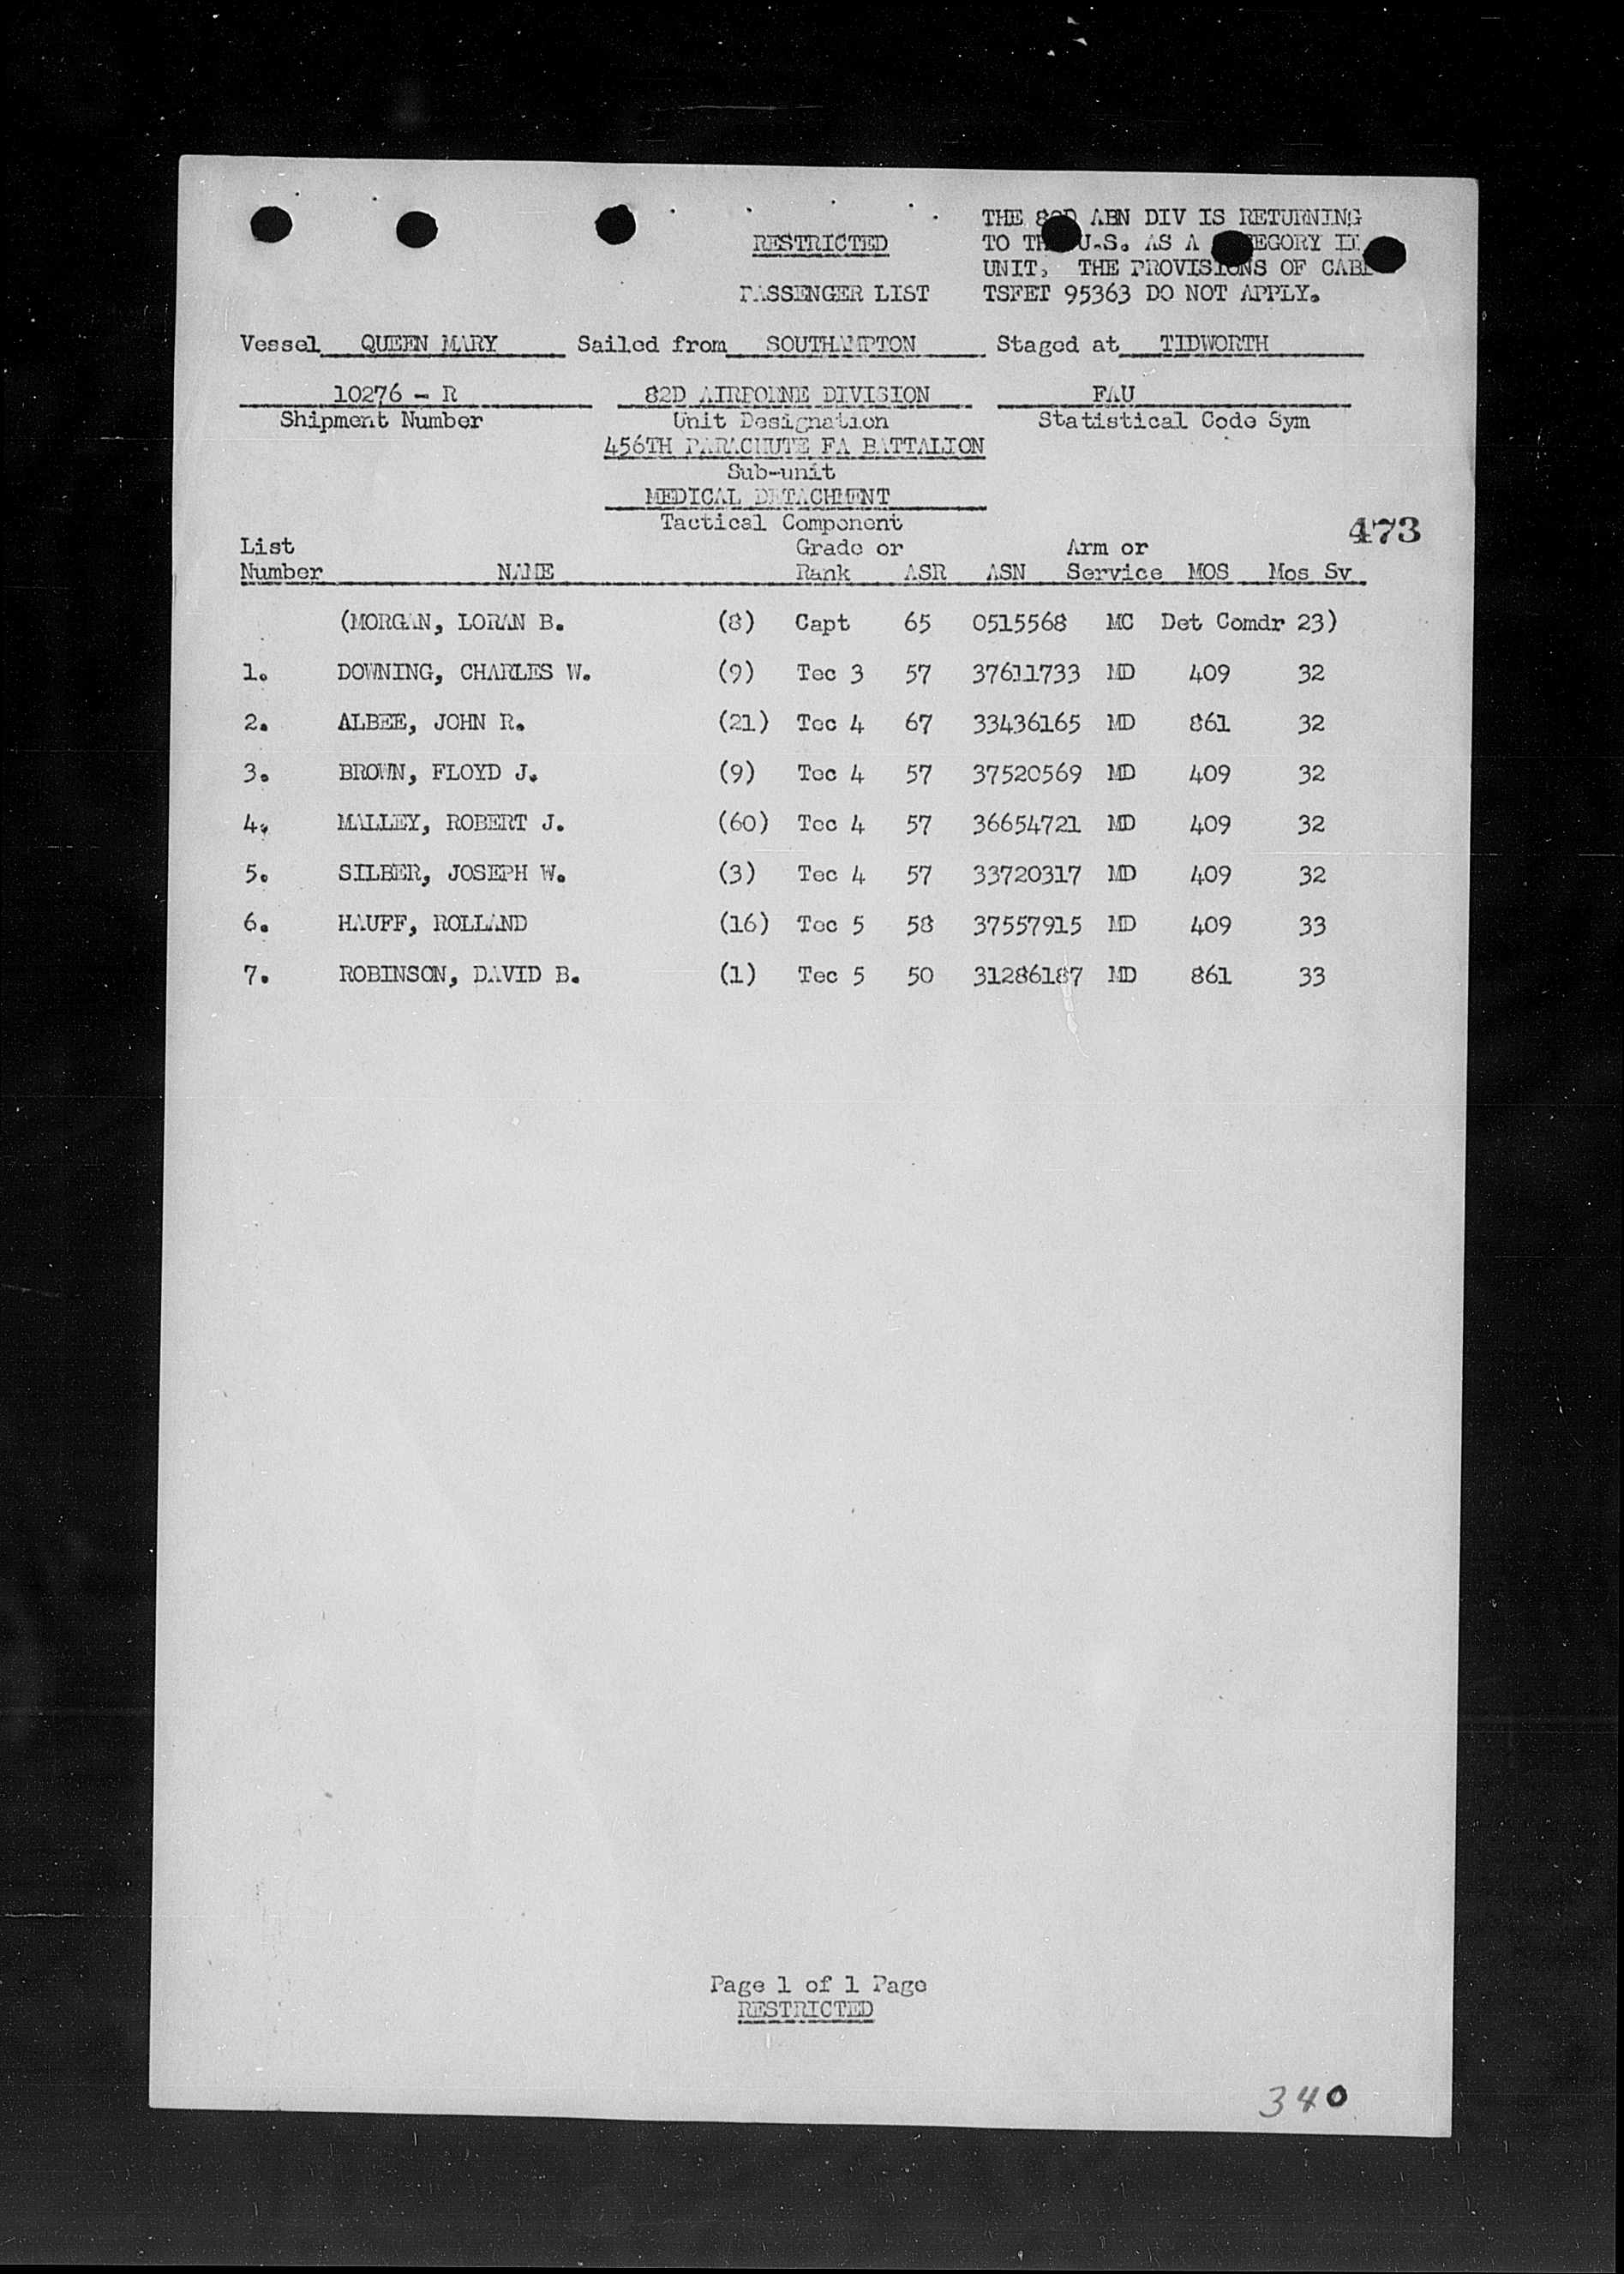 THE 82D ABN DIV IS RETURNING
RESTRICTED TO THE U.S. AS A CATEGORY II
UNIT. THE PROVISIONS OF CABLE
PASSENGER LIST TSFET 95363 DO NOT APPLY.
Vessel QUEEN MARY Sailed from SOUTHAMPTON Staged at TIDWORTH
10276 - R 82D AIRBORNE DIVISION FAU
Shipment Number Unit Designation Statistical Code Sym
456TH PARACHUTE FA BATTALION
Sub-unit
MEDICAL DETACHMENT
Tactical Component
473
List Grade or Arm or
Number NAME Rank ASR ASN Service MOS Mos Sv
(MORGAN, LORAN B. (8) Capt 65 0515568 MC Det Comdr 23)
1. DOWNING, CHARLES W. (9) Tec 3 57 37611733 MD 409 32
2. ALBEE, JOHN R. (21) Tec 4 67 33436165 MD 861 32
3. BROWN, FLOYD J. (9) Tec 4 57 37520569 MD 409 32
4. MALLEY, ROBERT J. (60) Tec 4 57 36654721 MD 409 32
5. SILBER, JOSEPH W. (3) Tec 4 57 33720317 MD 409 32
6. HAUFF, ROLLAND (16) Tec 5 58 37557915 MD 409 33
7. ROBINSON, DAVID B. (1) Tec 5 50 31286187 MD 861 33
Page 1 of 1 Page
RESTRICTED
340